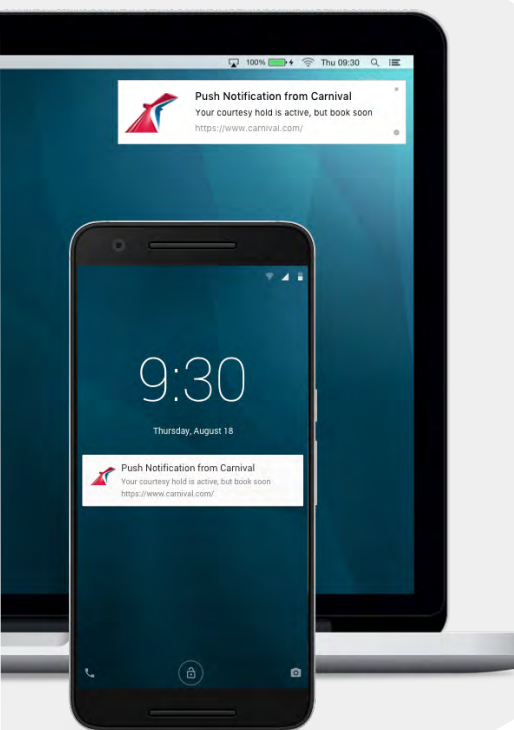 100% Thu 09:30
Push Notification from Carnival
Your courtesy hold is active, but book soon
https://www.carnival.com/
9:30
Thursday, August 18
Push Notification from Carnival
Your courtesy hold is active, but book soon
https://www.carnival.com/